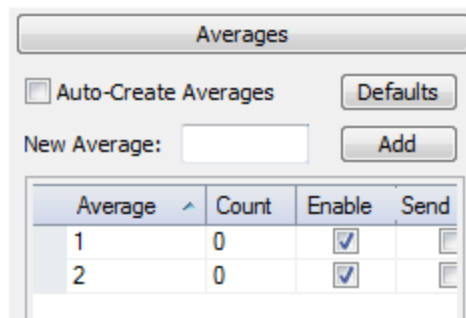 Averages
Auto-Create Averages Defaults
New Average: Add
Average Count Enable Send
1 0
2 0